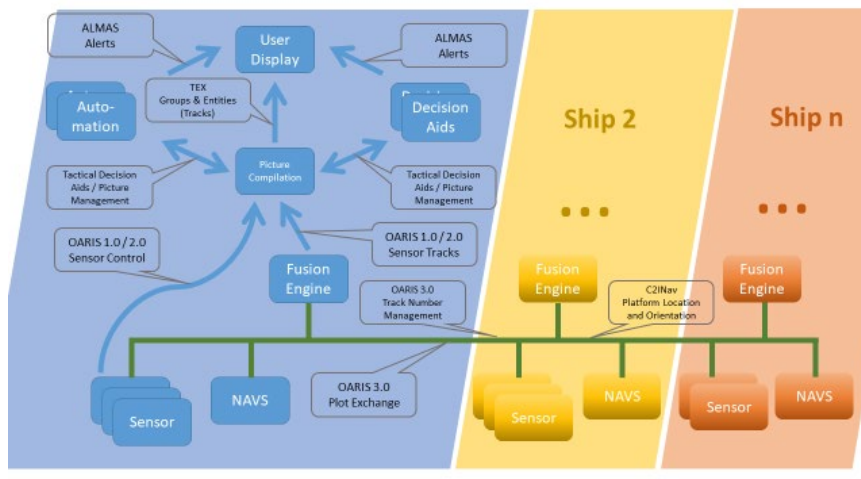 ALMAS
Alerts
User
Display
ALMAS
Alerts
TEX
Groups & Entities
(Tracks)
Auto-
mation
Decision
Aids
Ship 2
Ship n
Picture
Compilation
Tactical Decision
Aids / Picture
Management
Tactical Decision
Aids / Picture
Management
...
...
OARIS 1.0 / 2.0
Sensor Control
OARIS 1.0 / 2.0
Sensor Tracks
Fusion
Engine
Fusion
Engine
Fusion
Engine
OARIS 3.0
Track Number
Management
C2INav
Platform Location
and Orientation
Sensor
NAVS
OARIS 3.0
Plot Exchange
Sensor
NAVS
Sensor
NAVS